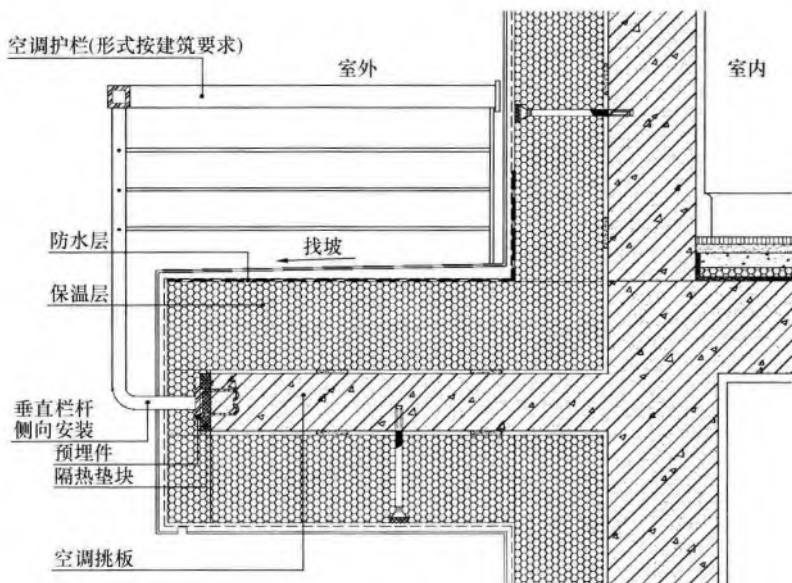 空调护栏(形式按建筑要求)
室外
室内
防水层
找坡
保温层
垂直栏杆
侧向安装
预埋件
隔热垫块
空调挑板